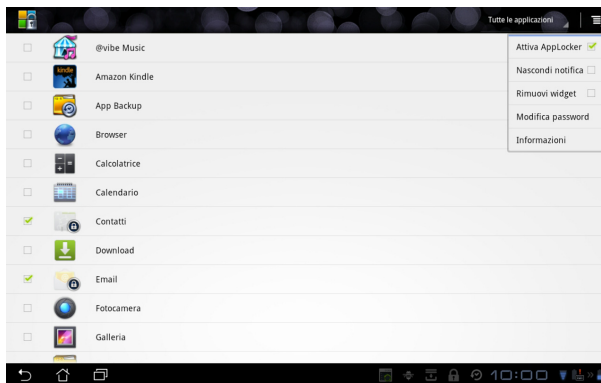 Tutte le applicazioni
@vibe Music
Attiva AppLocker
kindle
Amazon Kindle
Nascondi notifica
App Backup
Rimuovi widget
Modifica password
Browser
Informazioni
Calcolatrice
Calendario
Contatti
Download
Email
Fotocamera
Galleria
10:00